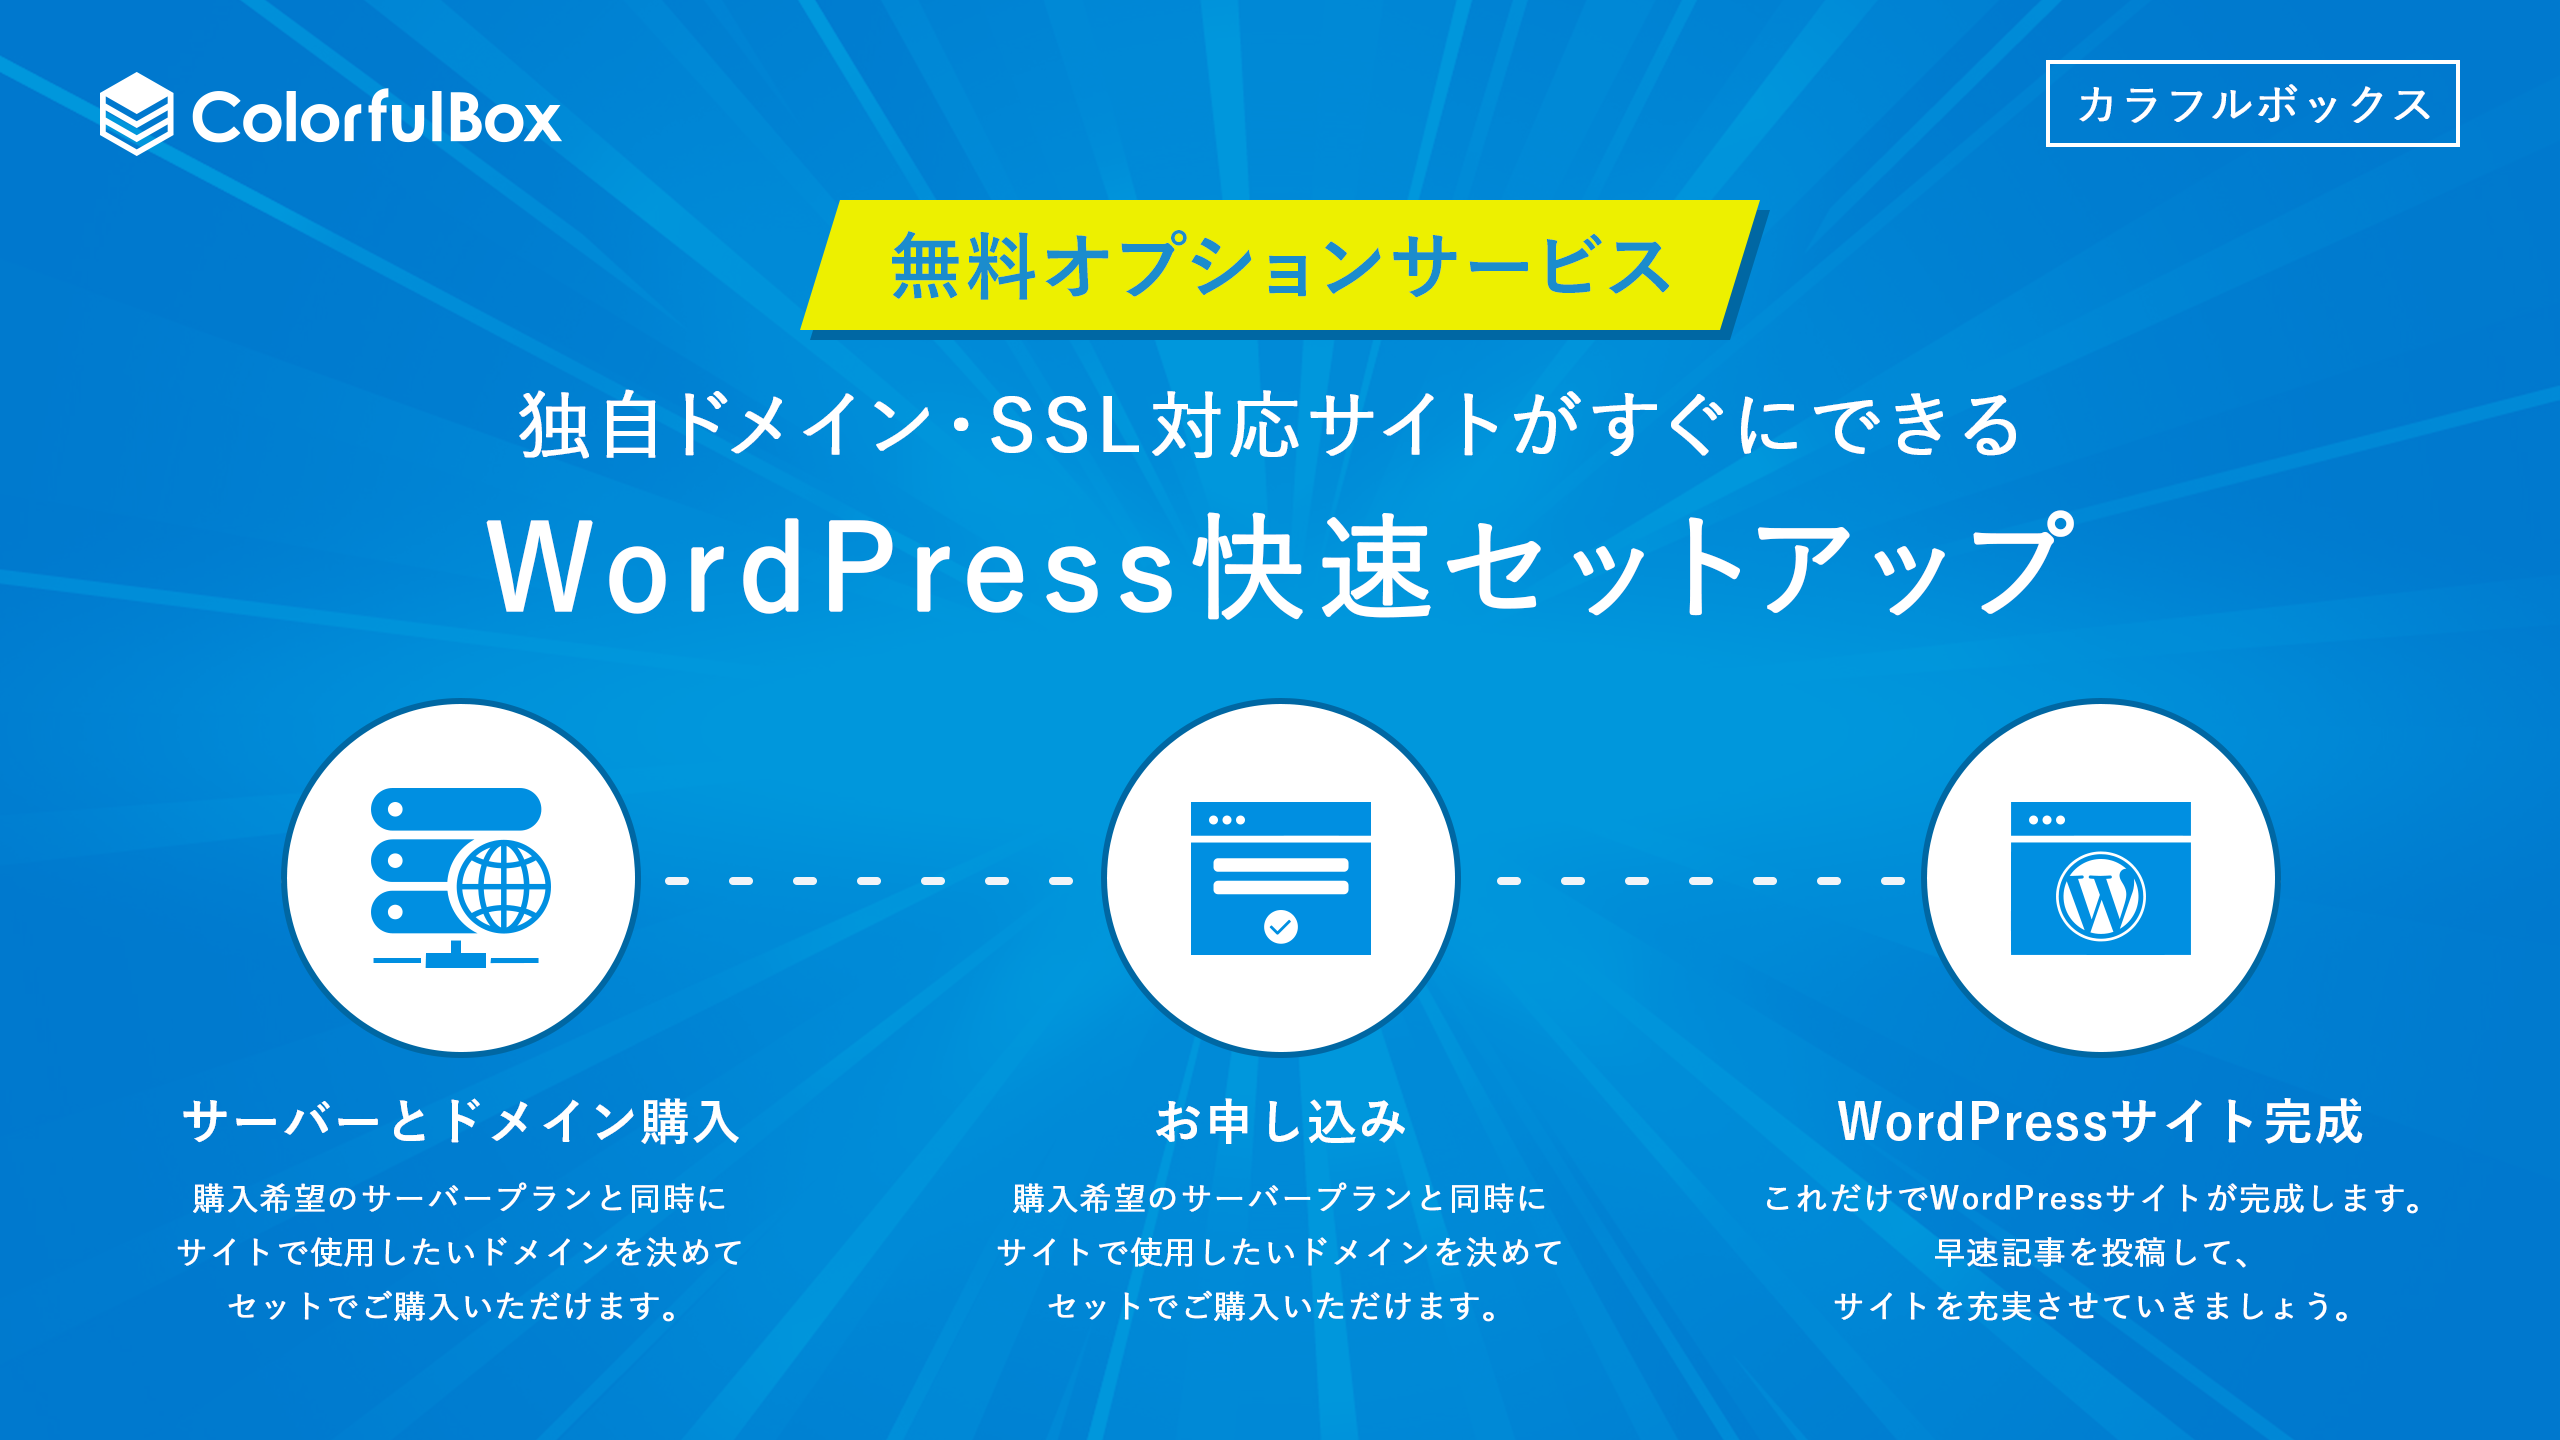 ColorfulBox
カラフルボックス
無料オプションサービス
独自ドメイン・SSL対応サイトがすぐにできる
WordPress快速セットアップ
サーバーとドメイン購入
購入希望のサーバープランと同時に
サイトで使用したいドメインを決めて
セットでご購入いただけます。
お申し込み
購入希望のサーバープランと同時に
サイトで使用したいドメインを決めて
セットでご購入いただけます。
WordPressサイト完成
これだけでWordPressサイトが完成します。
早速記事を投稿して、
サイトを充実させていきましょう。